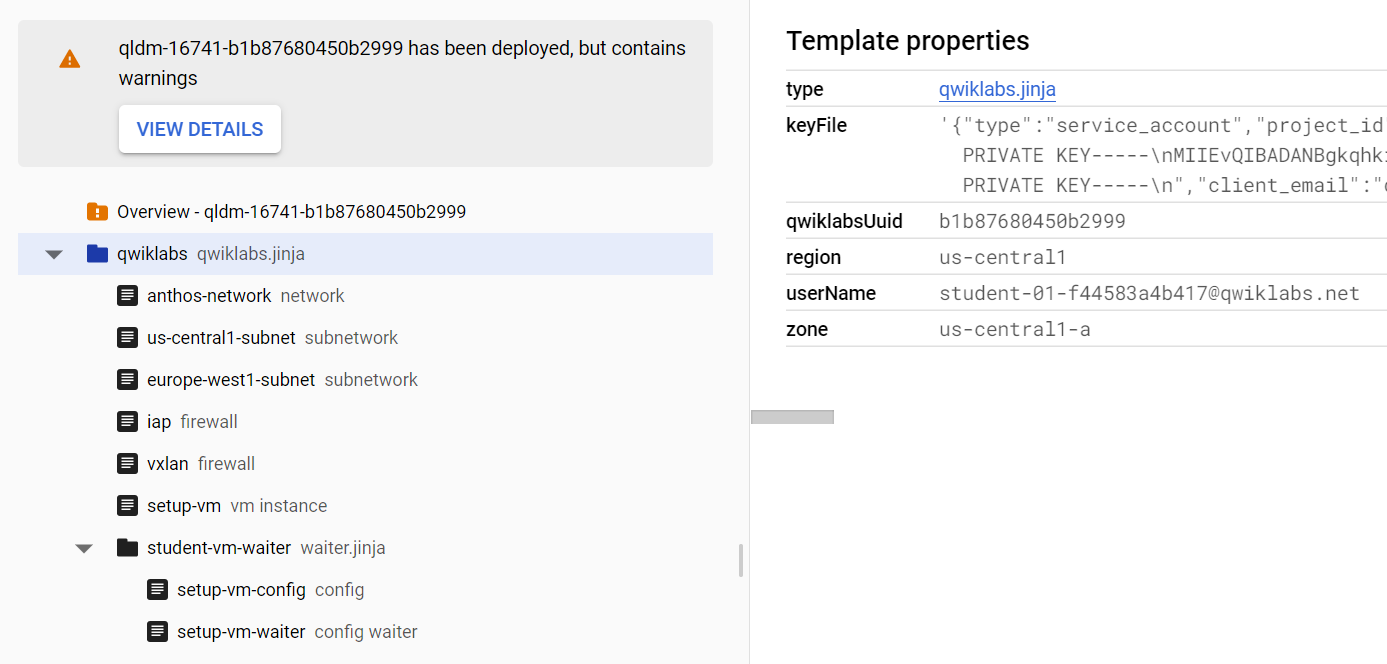 qldm-16741-b1b87680450b2999 has been deployed, but contains
warnings
VIEW DETAILS
Overview - qldm-16741-b1b87680450b2999
qwiklabs qwiklabs.jinja
anthos-network network
us-central1-subnet subnetwork
europe-west1-subnet subnetwork
iap firewall
vxlan firewall
setup-vm vm instance
student-vm-waiter waiter.jinja
setup-vm-config config
setup-vm-waiter config waiter
Template properties
type qwiklabs.jinja
keyFile '{"type":"service_account","project_id"
PRIVATE KEY-----\nMIIEvQIBADANBgkqhk
PRIVATE KEY-----\n","client_email":"
qwiklabsUuid b1b87680450b2999
region us-central1
userName student-01-f44583a4b417@qwiklabs.net
zone us-central1-a